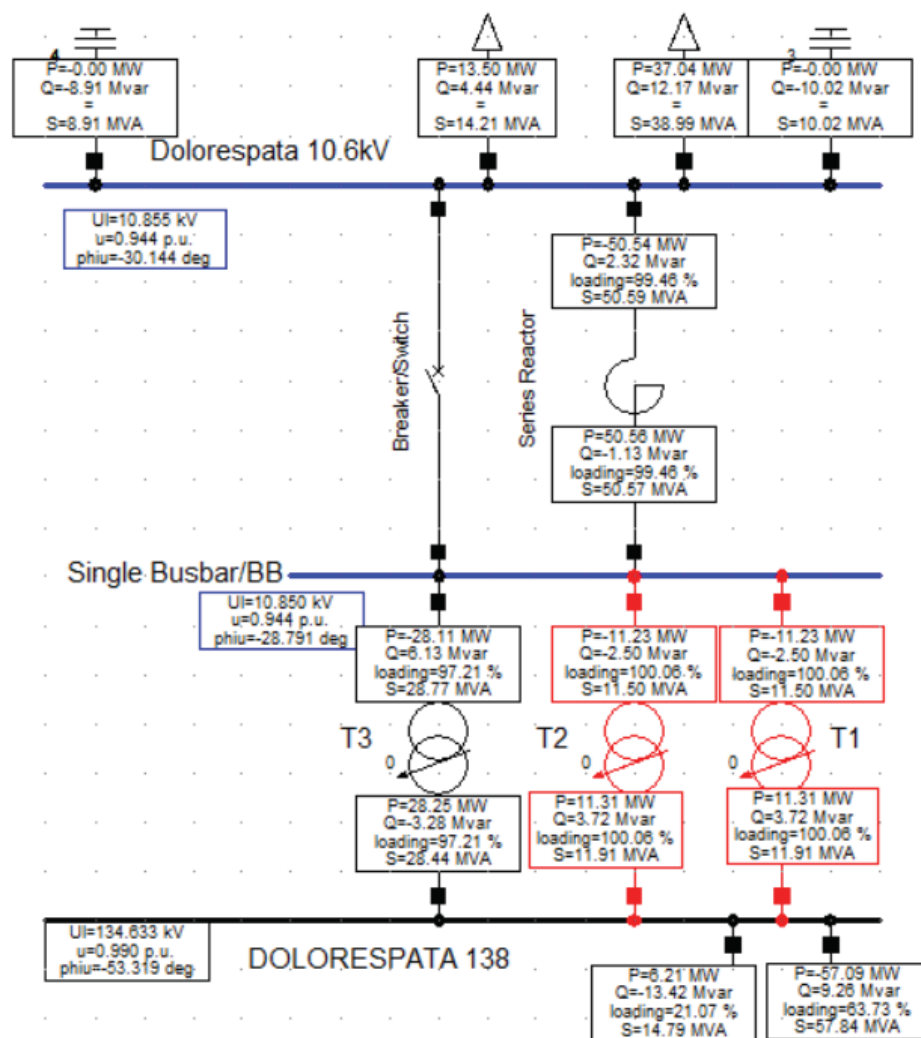 4
P=-0.00 MW
Q=-8.91 Mvar
=
S=8.91 MVA
P=13.50 MW
Q=4.44 Mvar
=
S=14.21 MVA
P=37.04 MW
Q=12.17 Mvar
=
S=38.99 MVA
3
P=-0.00 MW
Q=-10.02 Mvar
=
S=10.02 MVA
Dolorespata 10.6kV
Ul=10.855 kV
u=0.944 p.u.
phiu=-30.144 deg
P=-50.54 MW
Q=2.32 Mvar
loading=99.46 %
S=50.59 MVA
Breaker/Switch
Series Reactor
P=50.56 MW
Q=-1.13 Mvar
loading=99.46 %
S=50.57 MVA
Single Busbar/BB
Ul=10.850 kV
u=0.944 p.u.
phiu=-28.791 deg
P=-28.11 MW
Q=6.13 Mvar
loading=97.21 %
S=28.77 MVA
P=-11.23 MW
Q=-2.50 Mvar
loading=100.06 %
S=11.50 MVA
P=-11.23 MW
Q=-2.50 Mvar
loading=100.06 %
S=11.50 MVA
T3
0
T2
0
T1
0
P=28.25 MW
Q=-3.28 Mvar
loading=97.21 %
S=28.44 MVA
P=11.31 MW
Q=3.72 Mvar
loading=100.06 %
S=11.91 MVA
P=11.31 MW
Q=3.72 Mvar
loading=100.06 %
S=11.91 MVA
Ul=134.633 kV
u=0.990 p.u.
phiu=-53.319 deg
DOLORESPATA 138
P=6.21 MW
Q=-13.42 Mvar
loading=21.07 %
S=14.79 MVA
P=-57.09 MW
Q=9.26 Mvar
loading=63.73 %
S=57.84 MVA